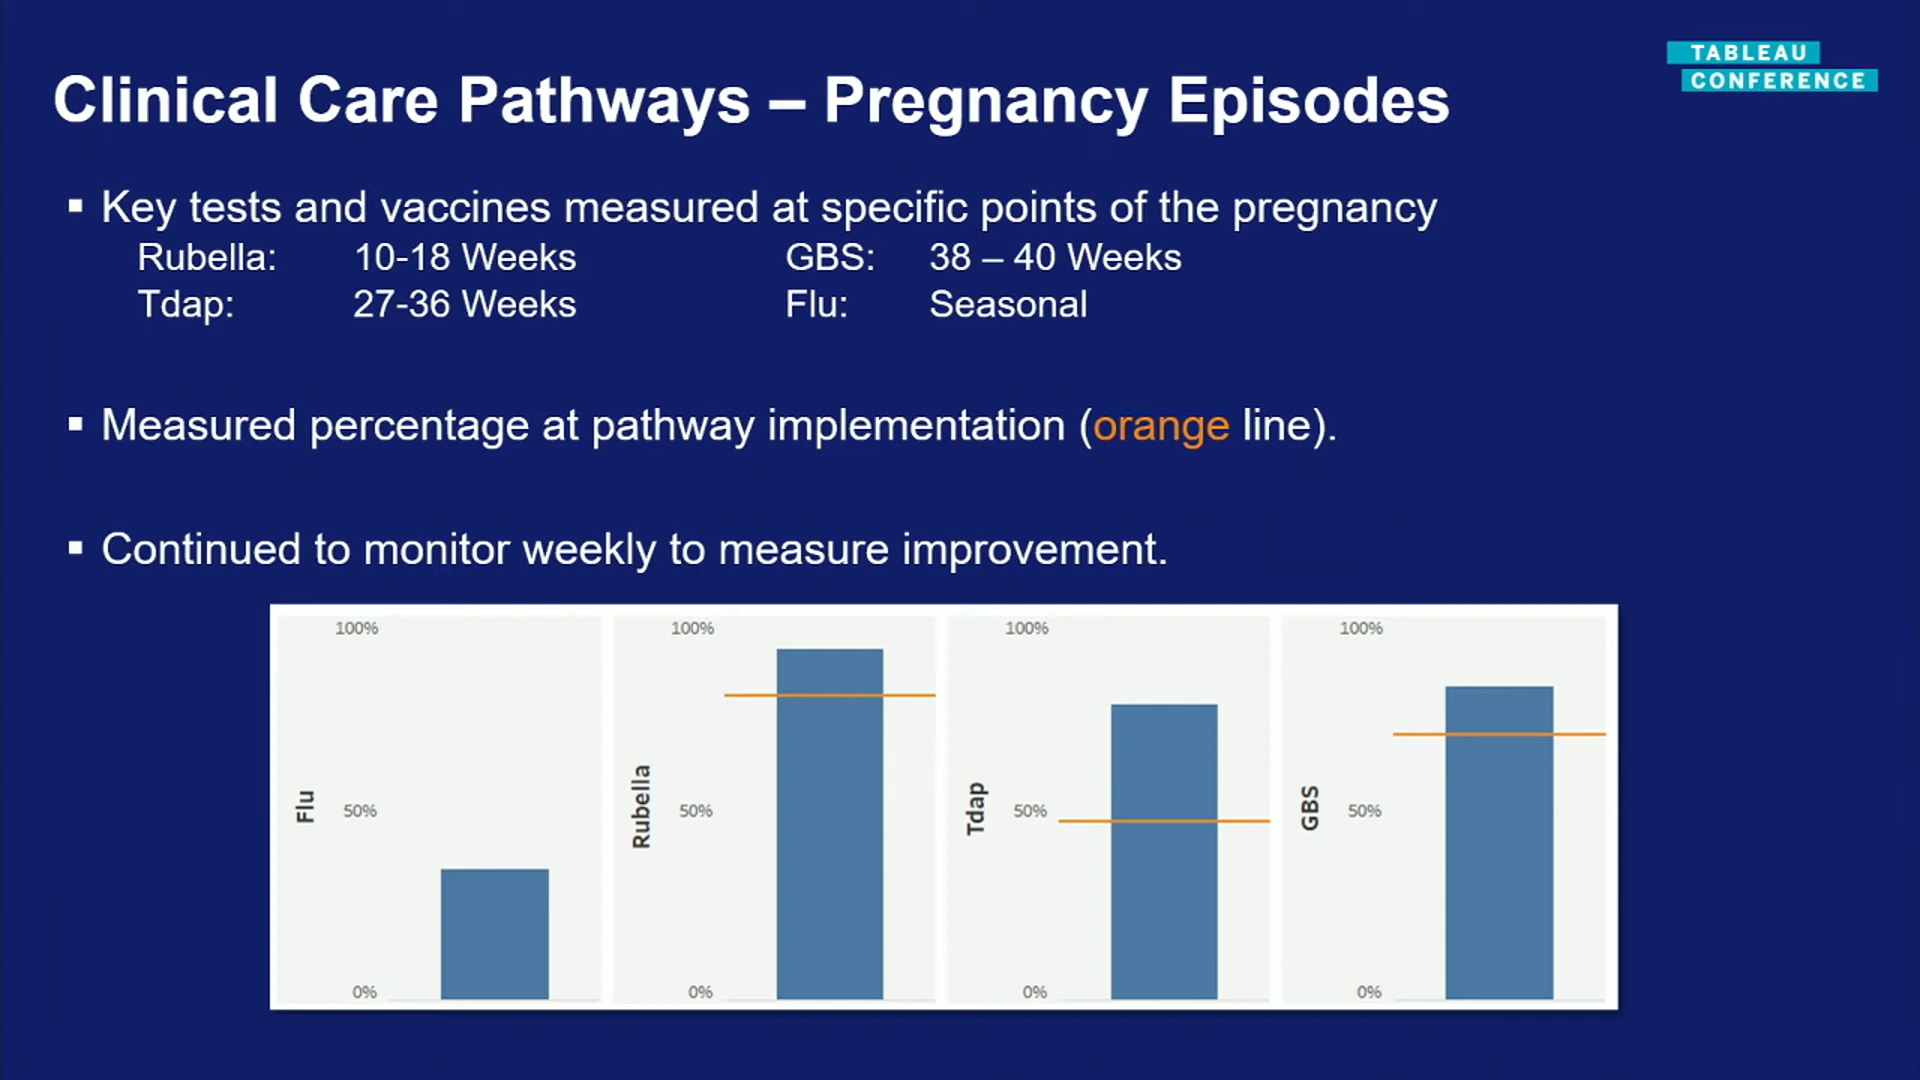 TABLEAU
CONFERENCE
Clinical Care Pathways – Pregnancy Episodes
▪ Key tests and vaccines measured at specific points of the pregnancy
Rubella: 10-18 Weeks GBS: 38 – 40 Weeks
Tdap: 27-36 Weeks Flu: Seasonal
▪ Measured percentage at pathway implementation (orange line).
▪ Continued to monitor weekly to measure improvement.
Flu
100%
50%
0%
Rubella
100%
50%
0%
Tdap
100%
50%
0%
GBS
100%
50%
0%